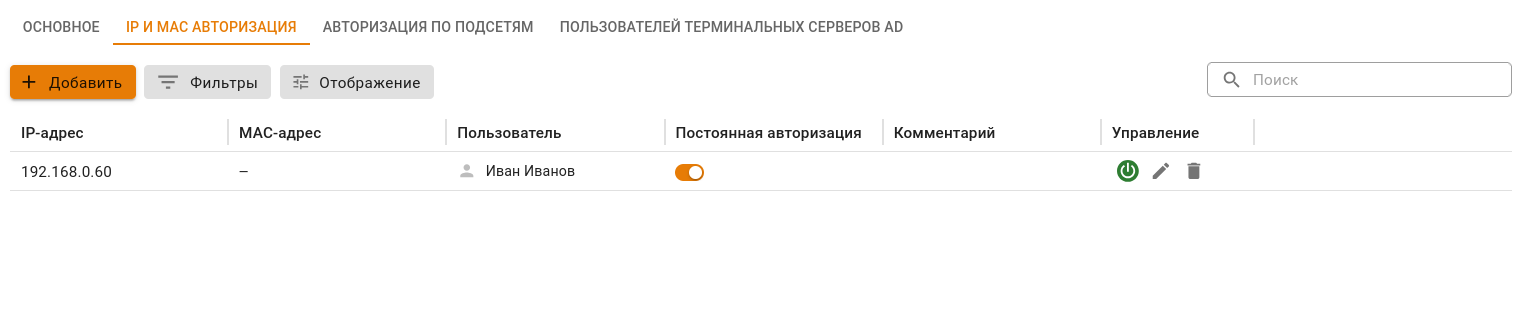 ОСНОВНОЕ IP И MAC АВТОРИЗАЦИЯ АВТОРИЗАЦИЯ ПО ПОДСЕТЯМ ПОЛЬЗОВАТЕЛЕЙ ТЕРМИНАЛЬНЫХ СЕРВЕРОВ AD
Добавить Фильтры Отображение Поиск
IP-адрес MAC-адрес Пользователь Постоянная авторизация Комментарий Управление
192.168.0.60 – Иван Иванов